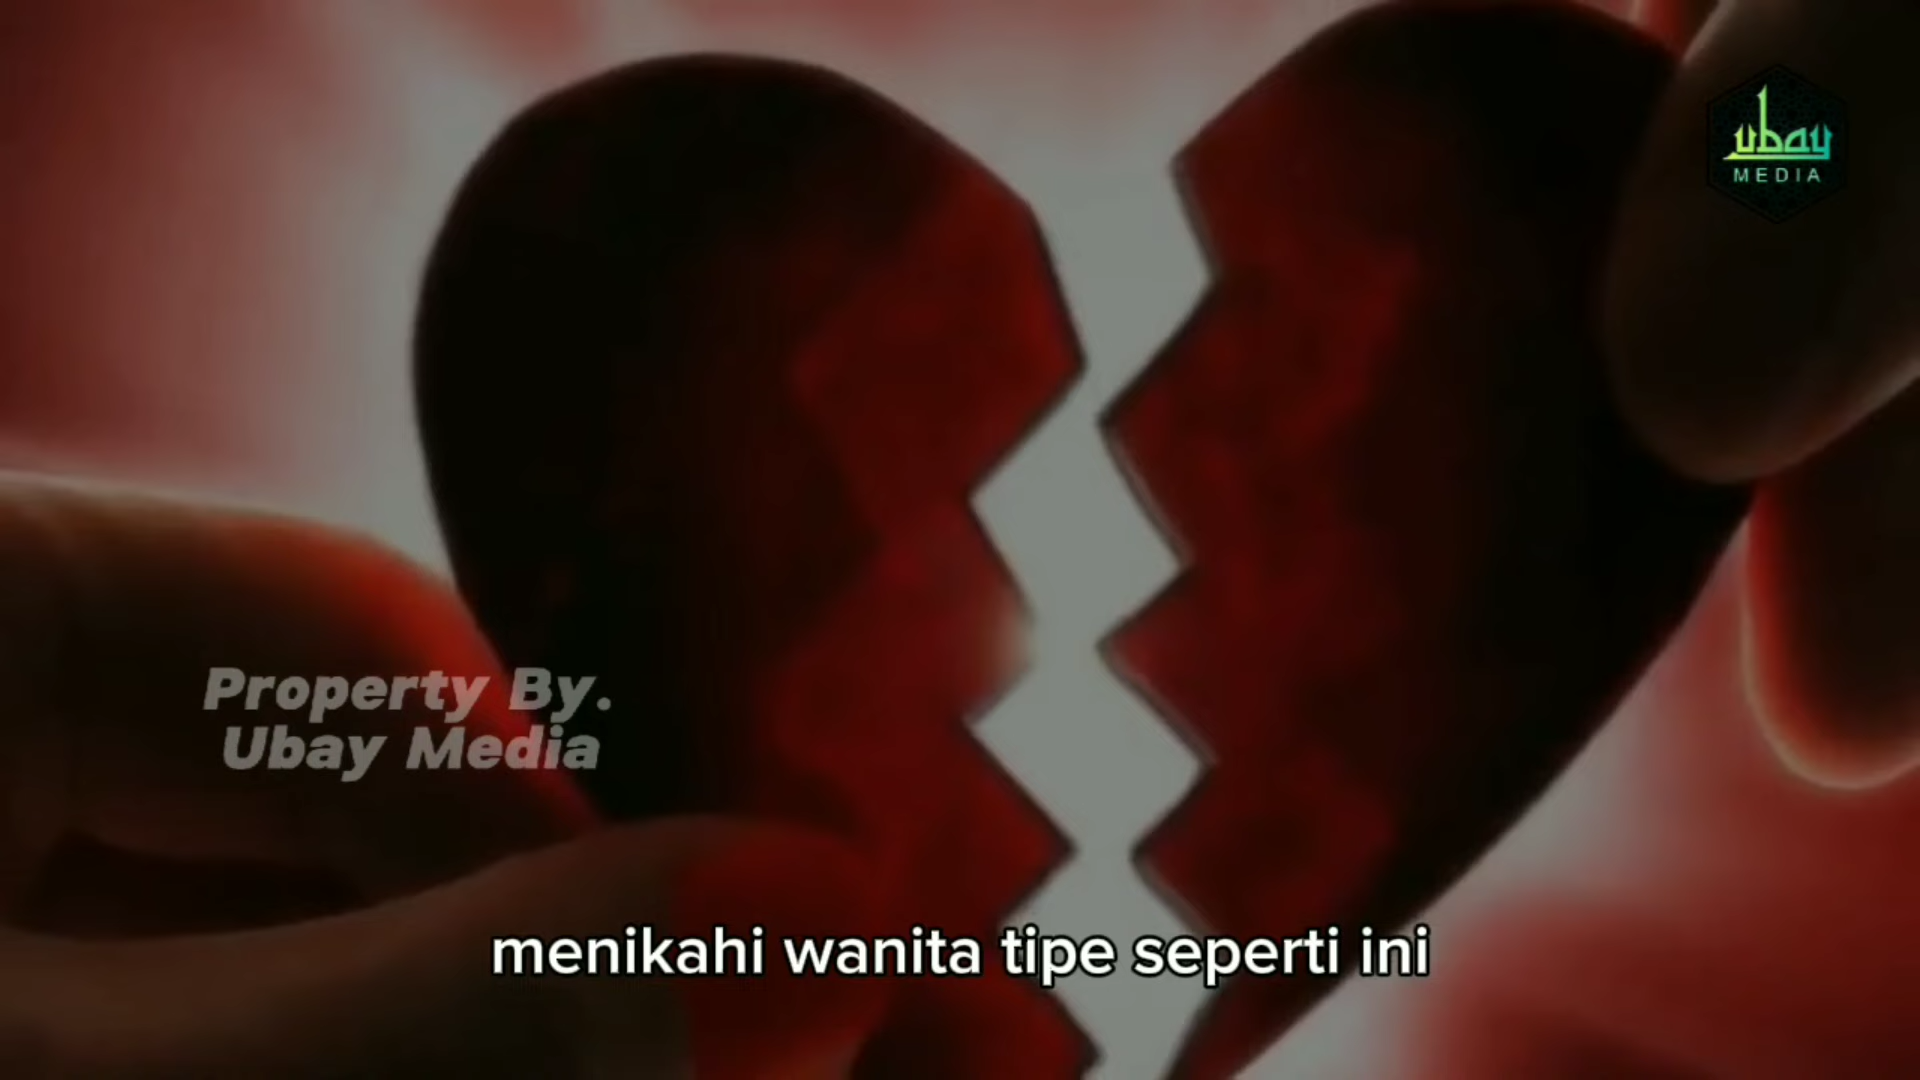 ubay
MEDIA
Property By.
Ubay Media
menikahi wanita tipe seperti ini